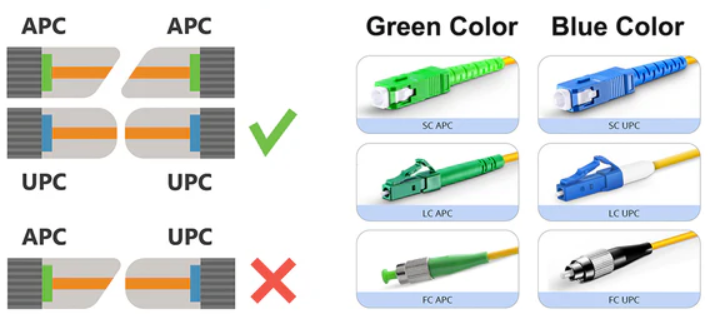 APC APC
UPC UPC
APC UPC
Green Color Blue Color
SC APC SC UPC
LC APC LC UPC
FC APC FC UPC